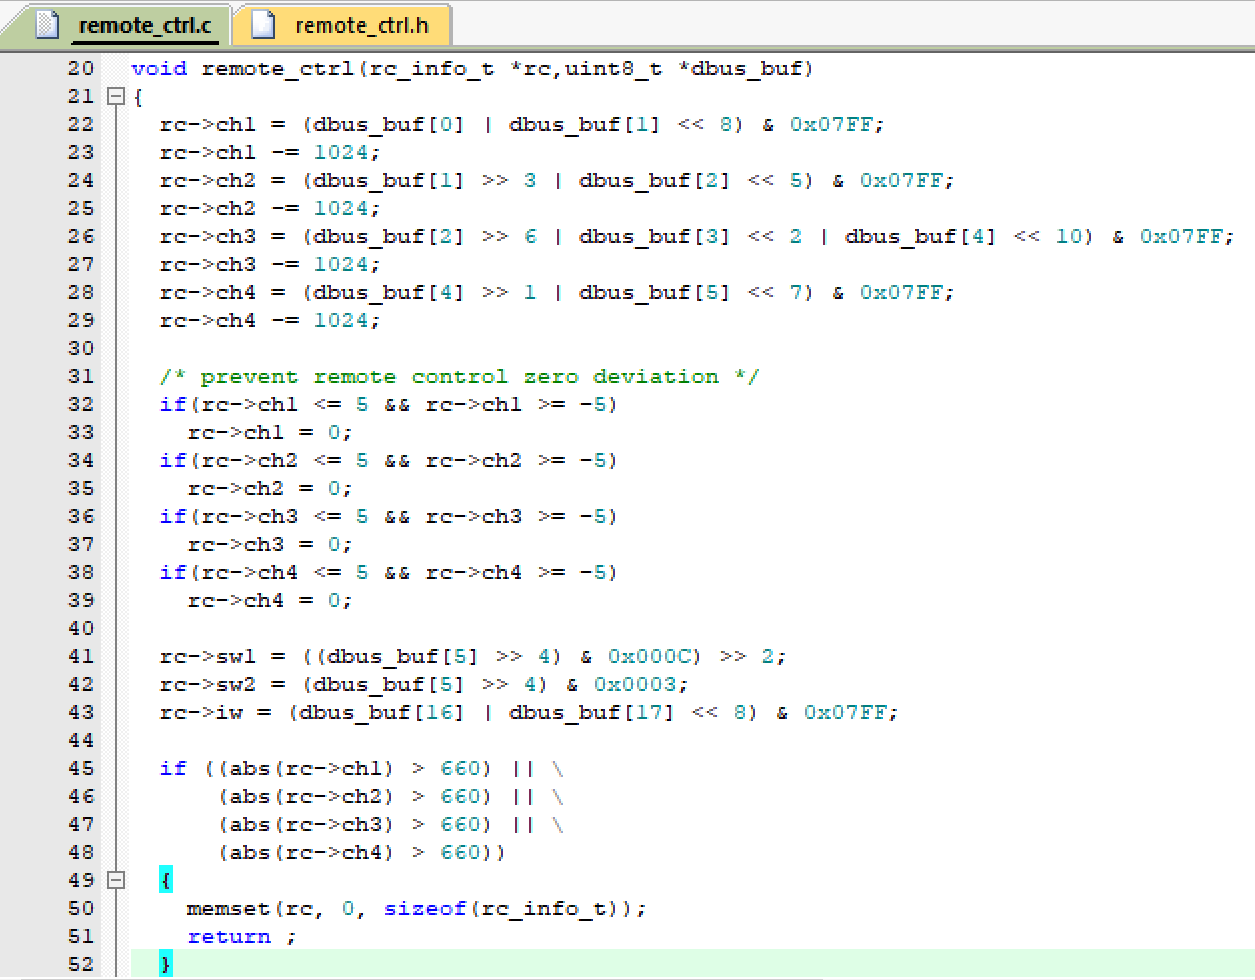 remote_ctrl.c remote_ctrl.h
20 void remote_ctrl(rc_info_t *rc,uint8_t *dbus_buf)
21 {
22 rc->ch1 = (dbus_buf[0] | dbus_buf[1] << 8) & 0x07FF;
23 rc->ch1 -= 1024;
24 rc->ch2 = (dbus_buf[1] >> 3 | dbus_buf[2] << 5) & 0x07FF;
25 rc->ch2 -= 1024;
26 rc->ch3 = (dbus_buf[2] >> 6 | dbus_buf[3] << 2 | dbus_buf[4] << 10) & 0x07FF;
27 rc->ch3 -= 1024;
28 rc->ch4 = (dbus_buf[4] >> 1 | dbus_buf[5] << 7) & 0x07FF;
29 rc->ch4 -= 1024;
30
31 /* prevent remote control zero deviation */
32 if(rc->ch1 <= 5 && rc->ch1 >= -5)
33 rc->ch1 = 0;
34 if(rc->ch2 <= 5 && rc->ch2 >= -5)
35 rc->ch2 = 0;
36 if(rc->ch3 <= 5 && rc->ch3 >= -5)
37 rc->ch3 = 0;
38 if(rc->ch4 <= 5 && rc->ch4 >= -5)
39 rc->ch4 = 0;
40
41 rc->sw1 = ((dbus_buf[5] >> 4) & 0x000C) >> 2;
42 rc->sw2 = (dbus_buf[5] >> 4) & 0x0003;
43 rc->iw = (dbus_buf[16] | dbus_buf[17] << 8) & 0x07FF;
44
45 if ((abs(rc->ch1) > 660) || \
46 (abs(rc->ch2) > 660) || \
47 (abs(rc->ch3) > 660) || \
48 (abs(rc->ch4) > 660))
49 {
50 memset(rc, 0, sizeof(rc_info_t));
51 return ;
52 }